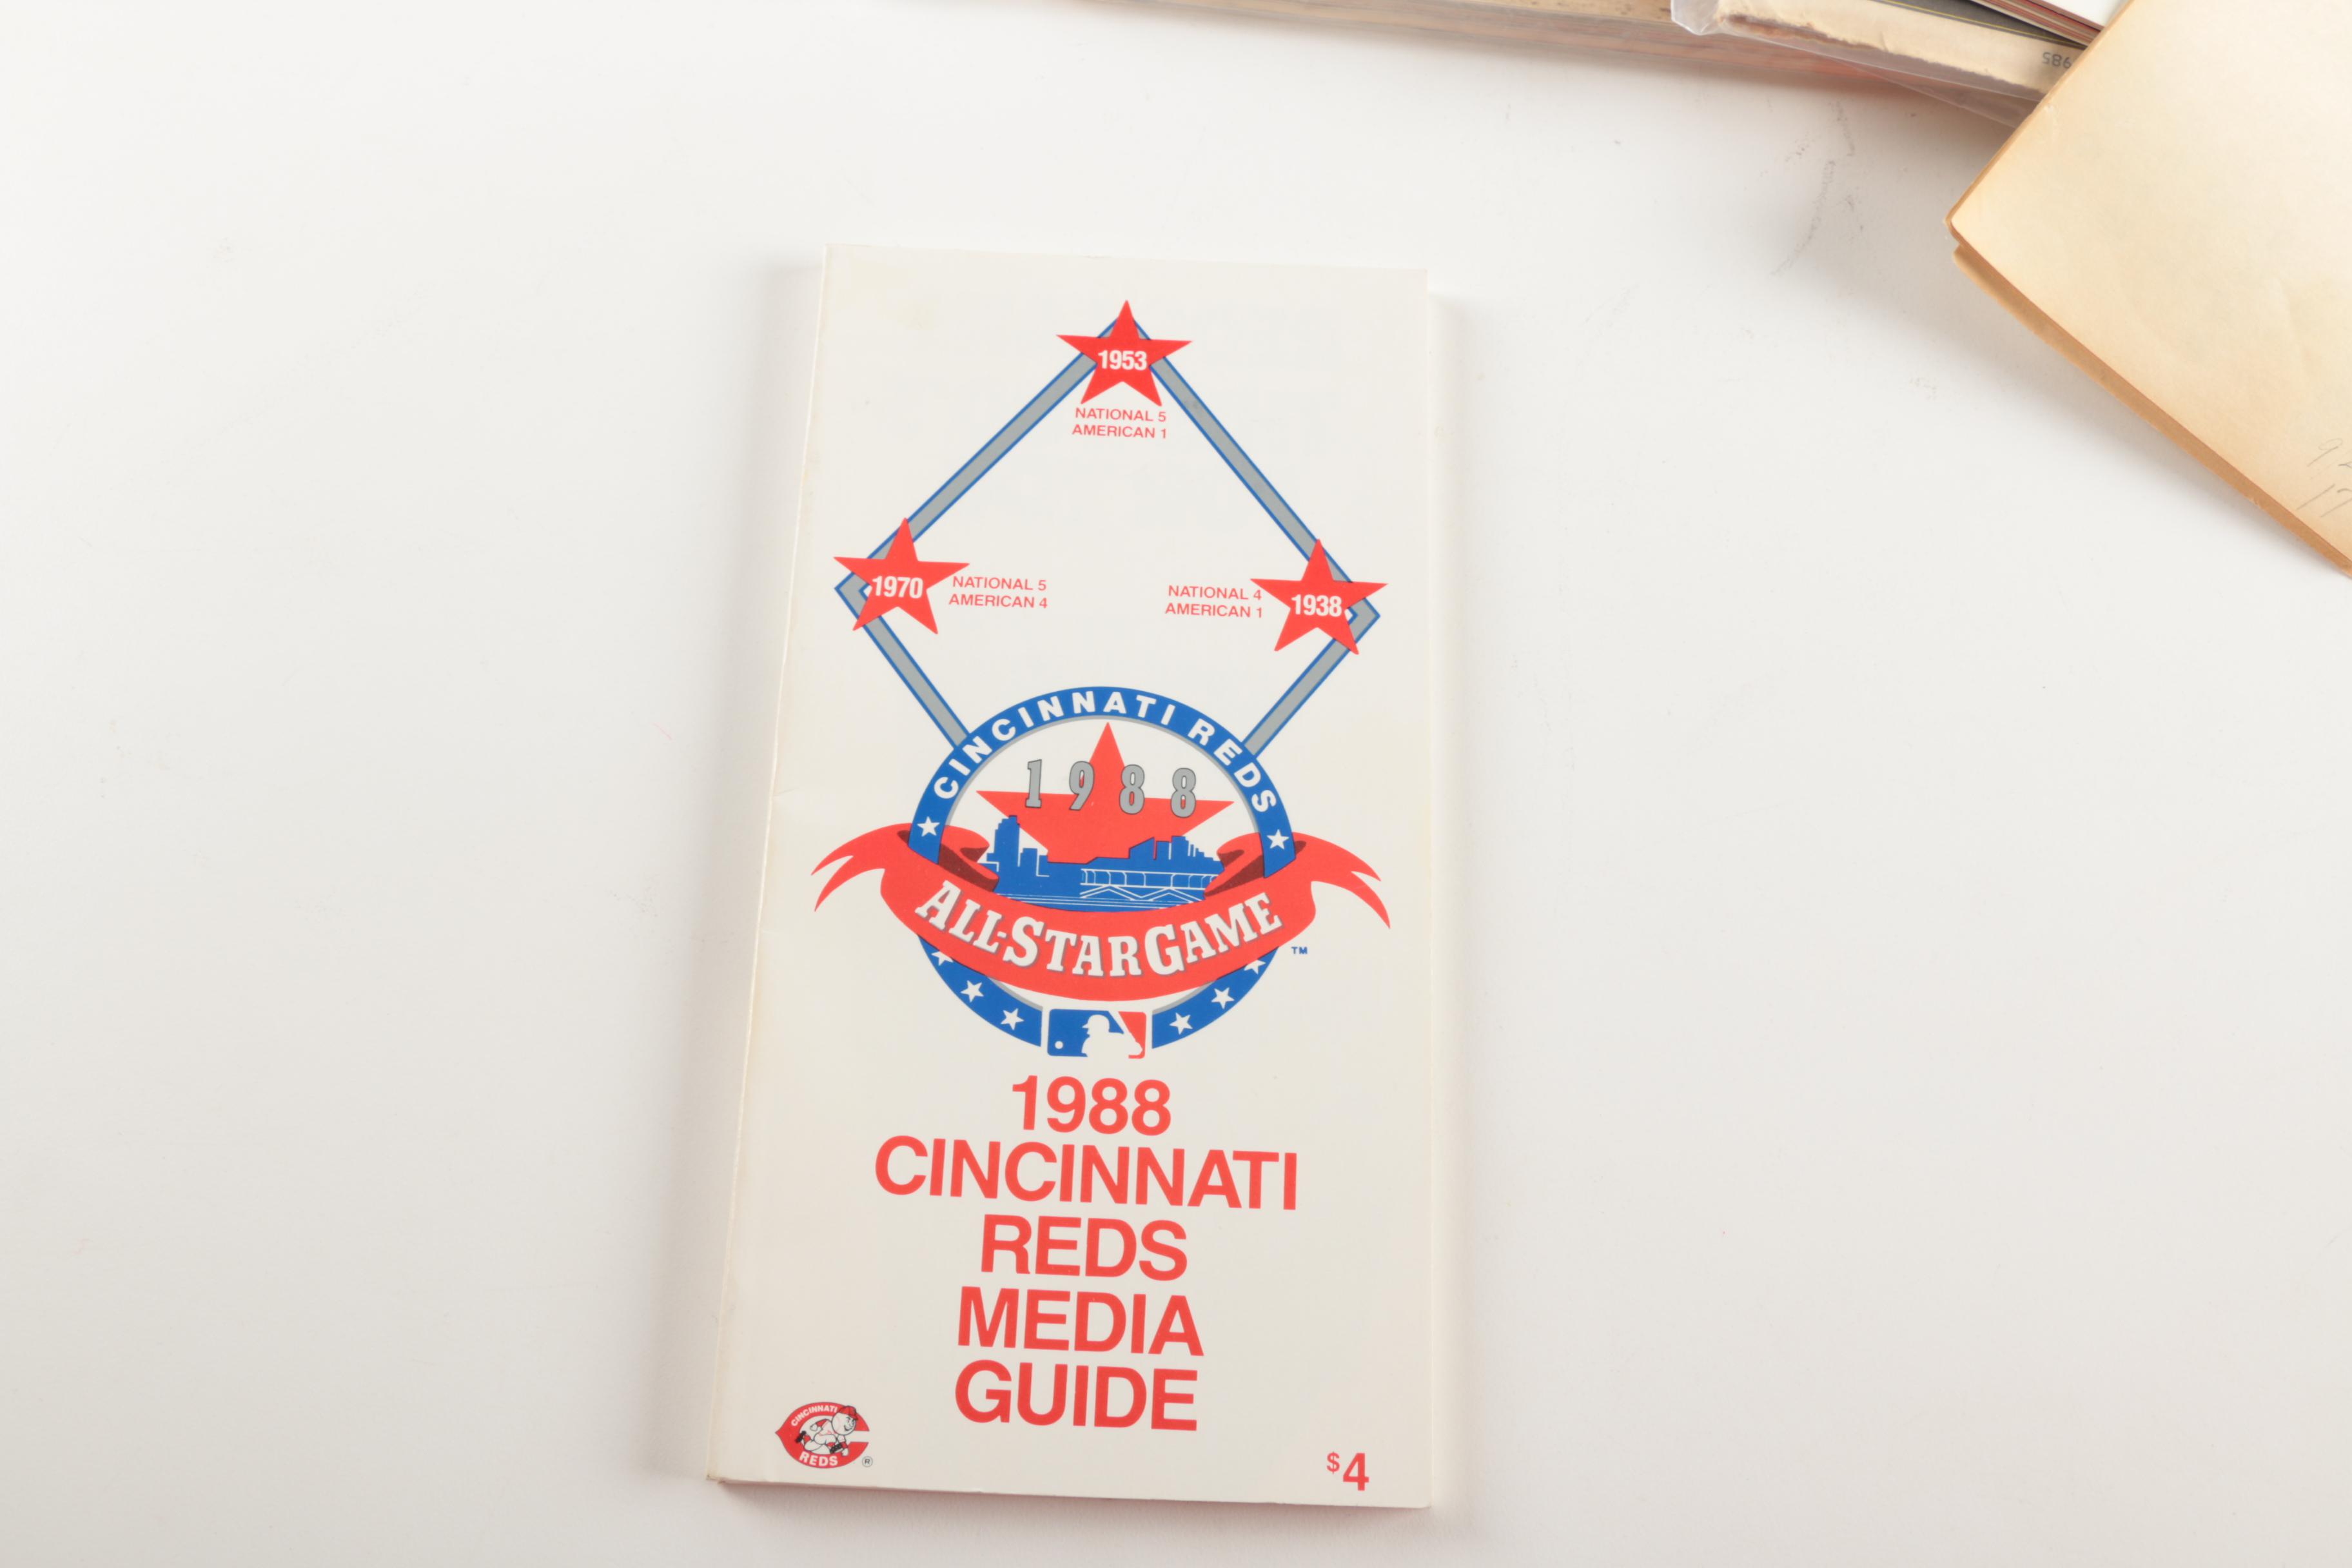 985
1953
NATIONAL 5
AMERICAN 1
1970
NATIONAL 5
AMERICAN 4
NATIONAL 4
AMERICAN 1
1938
CINCINNATI REDS
1988
ALL-STAR GAME
TM
1988
CINCINNATI
REDS
MEDIA
GUIDE
CINCINNATI
REDS
®
$4